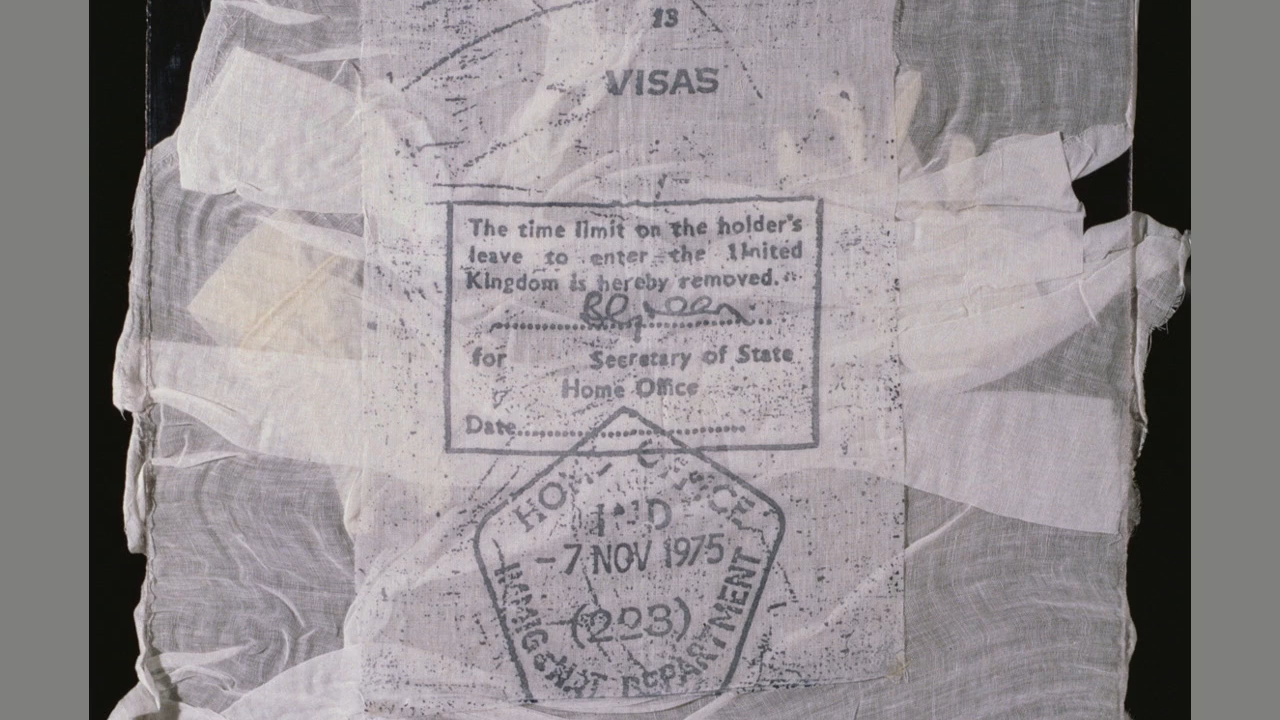 13
VISAS
The time limit on the holder's
leave to enter the United
Kingdom is hereby removed.
for Secretary of State
Home Office
Date
HOME OFFICE
IND
-7 NOV 1975
(223)
DEPARTMENT